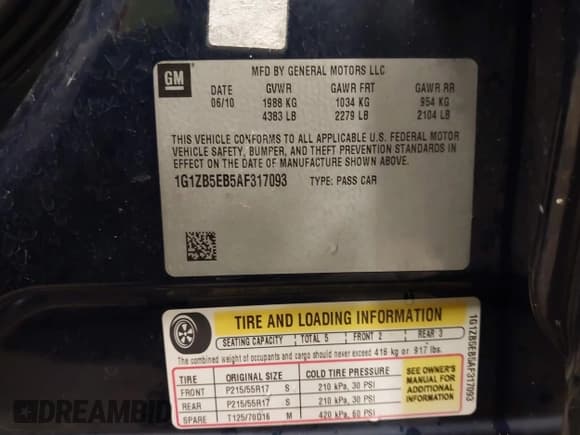 GM
MFD BY GENERAL MOTORS LLC
DATE GVWR GAWR FRT GAWR RR
06/10 1988 KG 1034 KG 954 KG
4383 LB 2279 LB 2104 LB
THIS VEHICLE CONFORMS TO ALL APPLICABLE U.S. FEDERAL MOTOR
VEHICLE SAFETY, BUMPER, AND THEFT PREVENTION STANDARDS IN
EFFECT ON THE DATE OF MANUFACTURE SHOWN ABOVE.
1G1ZB5EB5AF317093 TYPE: PASS CAR
TIRE AND LOADING INFORMATION
SEATING CAPACITY TOTAL 5 FRONT 2 REAR 3
The combined weight of occupants and cargo should never exceed 416 kg or 917 lbs.
TIRE ORIGINAL SIZE COLD TIRE PRESSURE
FRONT P215/55R17 S 210 kPa, 30 PSI
REAR P215/55R17 S 210 kPa, 30 PSI
SPARE T125/70D16 M 420 kPa, 60 PSI
SEE OWNER'S
MANUAL FOR
ADDITIONAL
INFORMATION
1G1ZB5EB5AF317093
DREAMBID